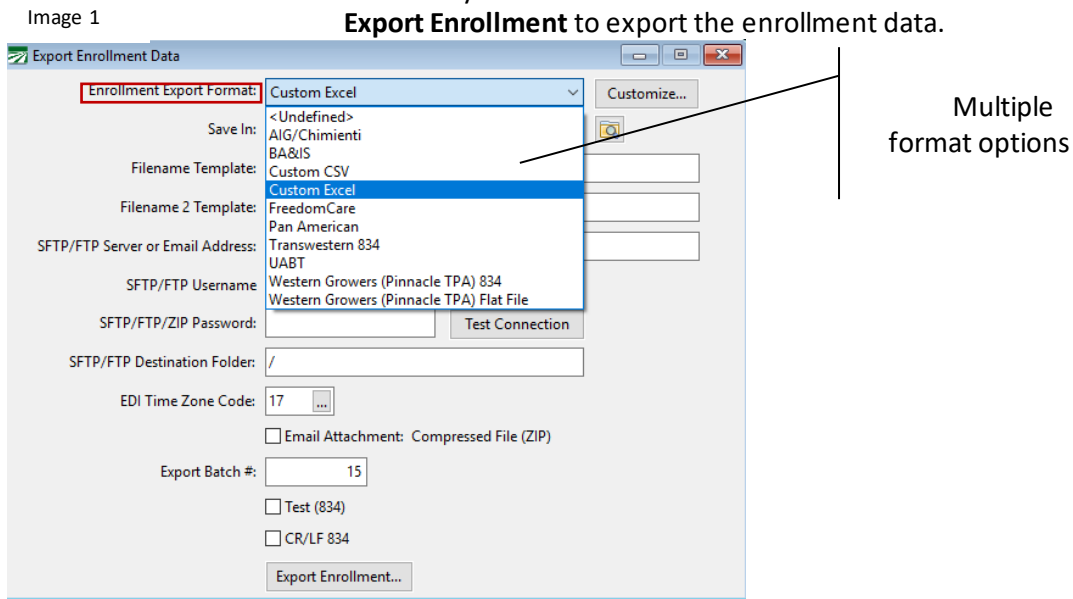 Image 1
Export Enrollment to export the enrollment data.
Export Enrollment Data
Enrollment Export Format: Custom Excel Customize...
<Undefined>
Save In: AIG/Chimienti
BA&IS
Filename Template: Custom CSV
Custom Excel
Filename 2 Template: FreedomCare
Pan American
SFTP/FTP Server or Email Address: Transwestern 834
UABT
SFTP/FTP Username Western Growers (Pinnacle TPA) 834
Western Growers (Pinnacle TPA) Flat File
SFTP/FTP/ZIP Password: Test Connection
SFTP/FTP Destination Folder: /
EDI Time Zone Code: 17 ...
Email Attachment: Compressed File (ZIP)
Export Batch #: 15
Test (834)
CR/LF 834
Export Enrollment...
Multiple
format options